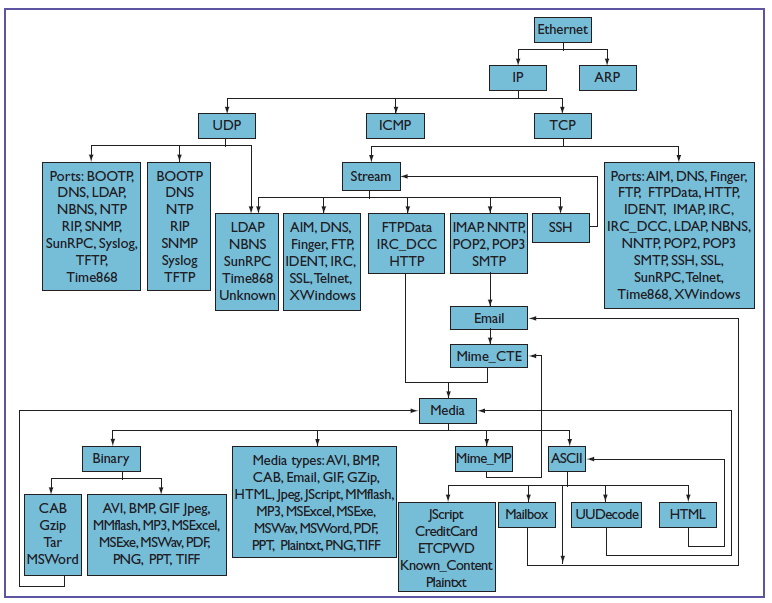 Ethernet
IP
ARP
UDP
ICMP
TCP
Ports: BOOTP,
DNS, LDAP,
NBNS, NTP
RIP, SNMP,
SunRPC, Syslog,
TFTP,
Time868
BOOTP
DNS
NTP
RIP
SNMP
Syslog
TFTP
Stream
Ports: AIM, DNS, Finger,
FTP, FTPData, HTTP,
IDENT, IMAP, IRC,
IRC_DCC, LDAP, NBNS,
NNTP, POP2, POP3
SMTP, SSH, SSL,
SunRPC, Telnet,
Time868, XWindows
LDAP
NBNS
SunRPC
Time868
Unknown
AIM, DNS,
Finger, FTP,
IDENT, IRC,
SSL, Telnet,
XWindows
FTPData
IRC_DCC
HTTP
IMAP, NNTP,
POP2, POP3
SMTP
SSH
Email
Mime_CTE
Media
Binary
Media types: AVI, BMP,
CAB, Email, GIF, GZip,
HTML, Jpeg, JScript, MMflash,
MP3, MSExcel, MSExe,
MSWav, MSWord, PDF,
PPT, Plaintxt, PNG, TIFF
Mime_MP
ASCII
CAB
Gzip
Tar
MSWord
AVI, BMP, GIF Jpeg,
MMflash, MP3, MSExcel,
MSExe, MSWav, PDF,
PNG, PPT, TIFF
JScript
CreditCard
ETCPWD
Known_Content
Plaintxt
Mailbox
UUDecode
HTML